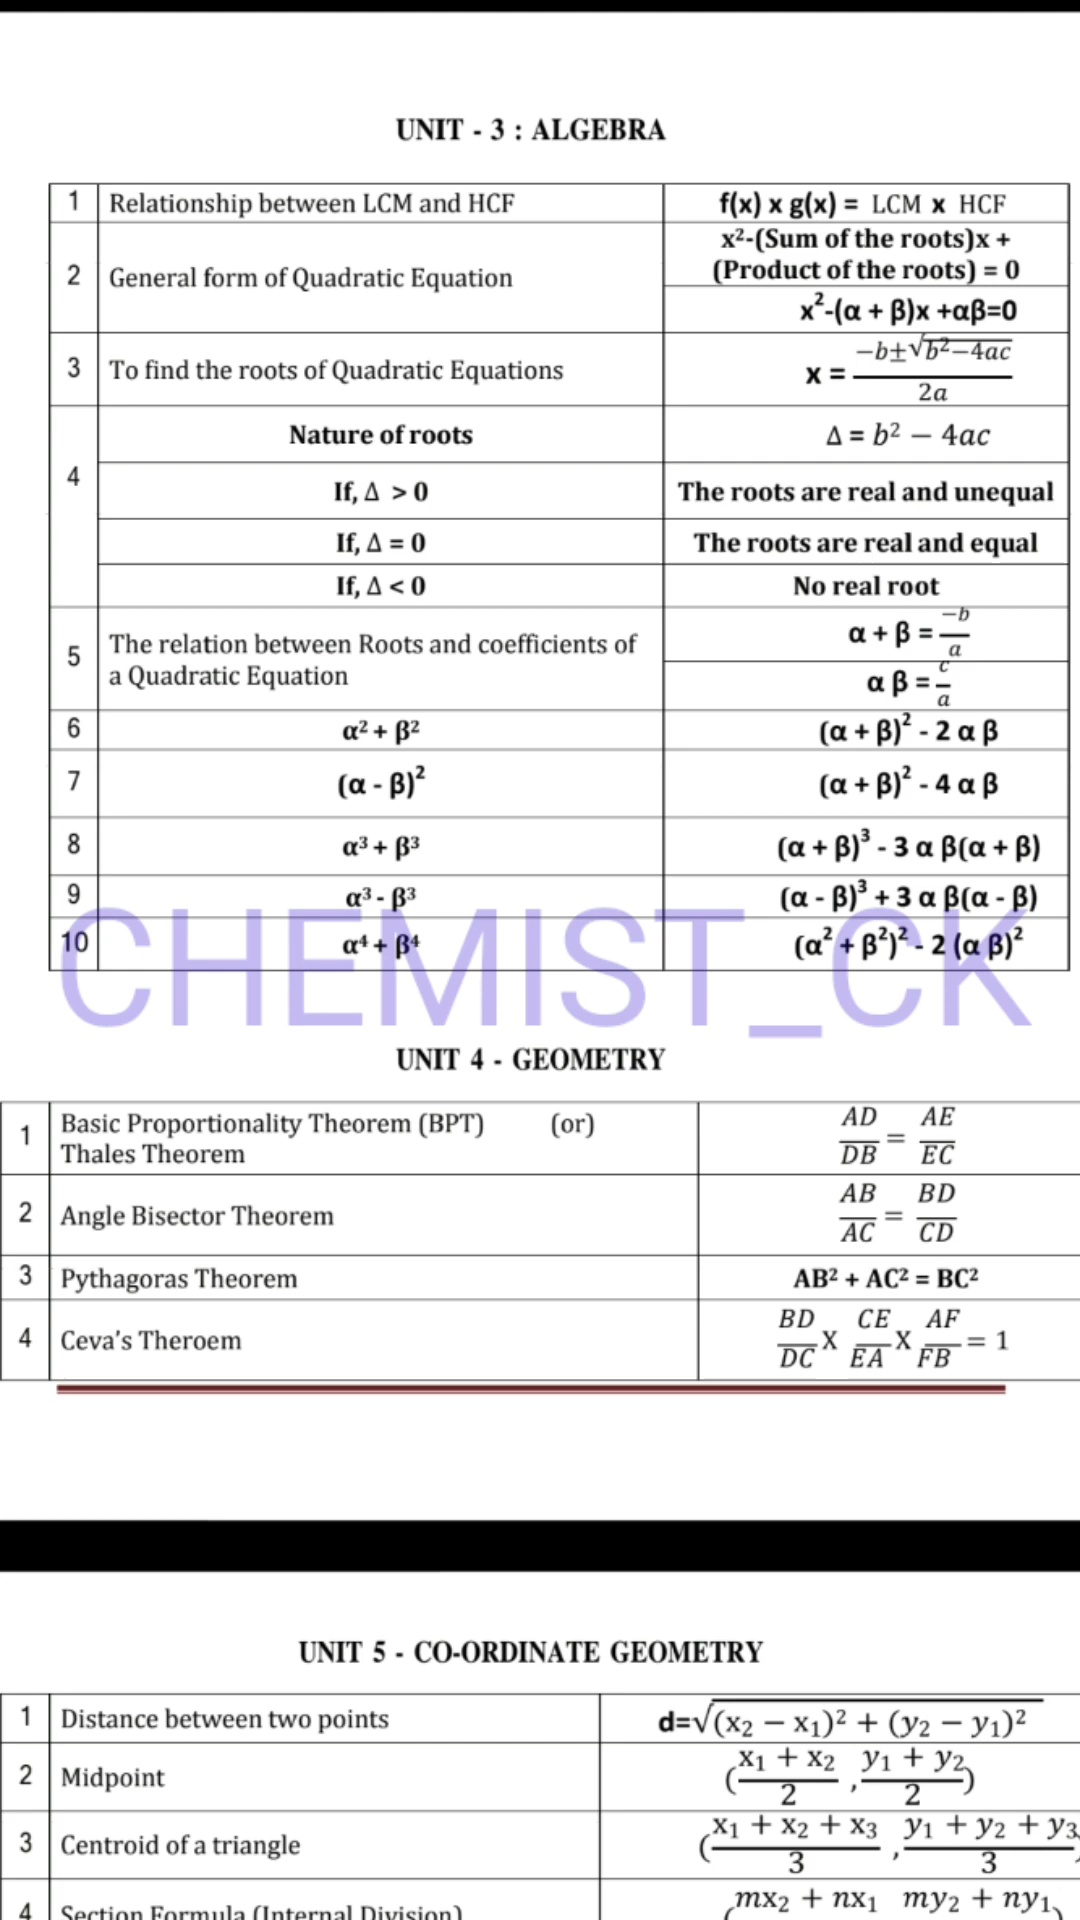 UNIT - 3 : ALGEBRA
1 Relationship between LCM and HCF f(x) x g(x) = LCM x HCF
2 General form of Quadratic Equation x²-(Sum of the roots)x +
(Product of the roots) = 0
x²-(α + β)x +αβ=0
3 To find the roots of Quadratic Equations x = (−b±√b²−4ac)/2a
4 Nature of roots Δ = b² − 4ac
If, Δ > 0 The roots are real and unequal
If, Δ = 0 The roots are real and equal
If, Δ < 0 No real root
5 The relation between Roots and coefficients of
a Quadratic Equation
α + β = −b/a
α β = c/a
6 α² + β² (α + β)² - 2 α β
7 (α - β)² (α + β)² - 4 α β
8 α³ + β³ (α + β)³ - 3 α β(α + β)
9 α³ - β³ (α - β)³ + 3 α β(α - β)
10 α⁴ + β⁴ (α² + β²)² - 2 (α β)²
CHEMIST_CK
UNIT 4 - GEOMETRY
1 Basic Proportionality Theorem (BPT) (or)
Thales Theorem
AD/DB = AE/EC
2 Angle Bisector Theorem AB/AC = BD/CD
3 Pythagoras Theorem AB² + AC² = BC²
4 Ceva's Theroem BD/DC X CE/EA X AF/FB = 1
UNIT 5 - CO-ORDINATE GEOMETRY
1 Distance between two points d=√(x₂ − x₁)² + (y₂ − y₁)²
2 Midpoint (x₁ + x₂/2 , y₁ + y₂/2)
3 Centroid of a triangle (x₁ + x₂ + x₃/3 , y₁ + y₂ + y₃/3)
4 Section Formula (Internal Division) (mx₂ + nx₁ my₂ + ny₁)